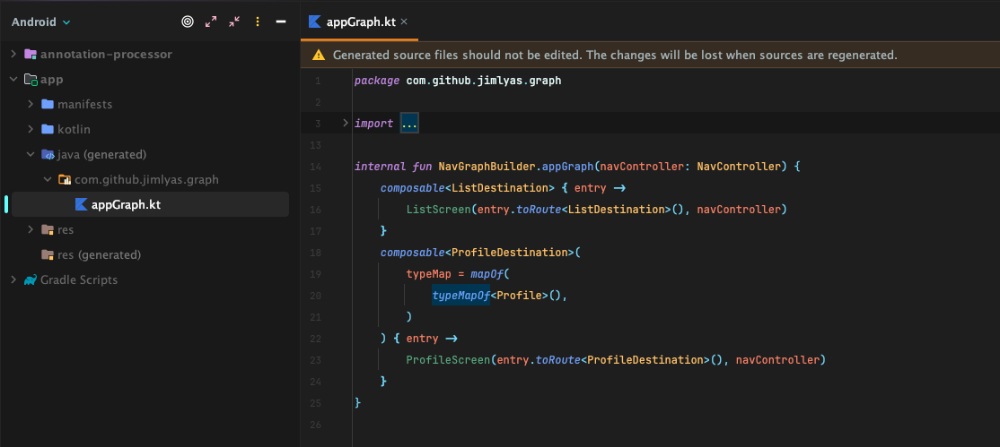 Android
annotation-processor
app
manifests
kotlin
java (generated)
com.github.jimlyas.graph
appGraph.kt
res
res (generated)
Gradle Scripts
appGraph.kt ×
Generated source files should not be edited. The changes will be lost when sources are regenerated.
1 package com.github.jimlyas.graph
2
3 import ...
13
14 internal fun NavGraphBuilder.appGraph(navController: NavController) {
15     composable<ListDestination> { entry ->
16         ListScreen(entry.toRoute<ListDestination>(), navController)
17     }
18     composable<ProfileDestination>(
19         typeMap = mapOf(
20             typeMapOf<Profile>(),
21         )
22     ) { entry ->
23         ProfileScreen(entry.toRoute<ProfileDestination>(), navController)
24     }
25 }
26